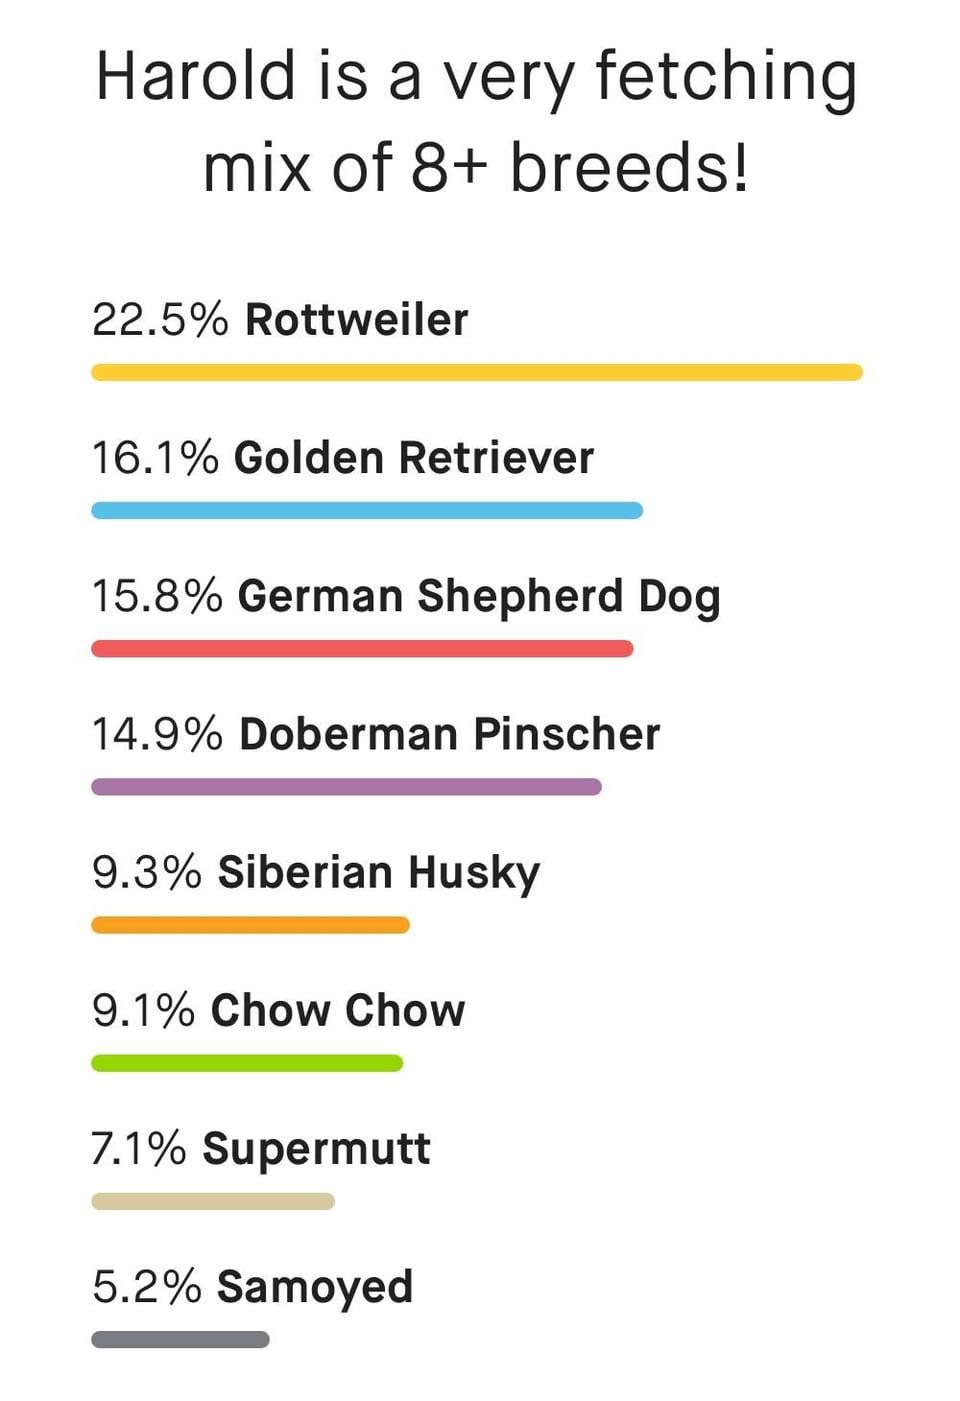 Harold is a very fetching
mix of 8+ breeds!
22.5% Rottweiler
16.1% Golden Retriever
15.8% German Shepherd Dog
14.9% Doberman Pinscher
9.3% Siberian Husky
9.1% Chow Chow
7.1% Supermutt
5.2% Samoyed